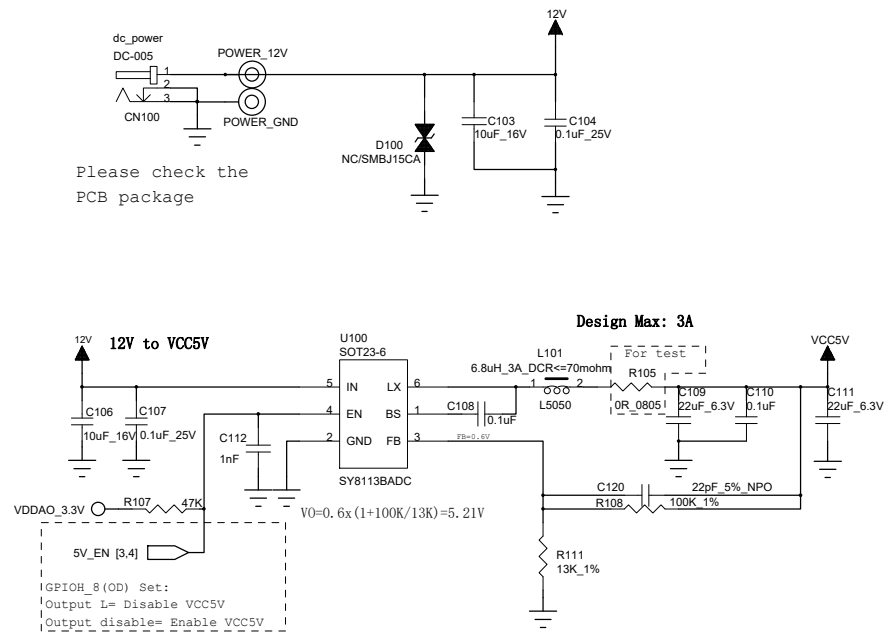 12V
dc_power
DC-005
POWER_12V
1
2
3
CN100
POWER_GND
D100
NC/SMBJ15CA
C103
10uF_16V
C104
0.1uF_25V
Please check the
PCB package
Design Max: 3A
12V
12V to VCC5V
U100
SOT23-6
L101
6.8uH_3A_DCR<=70mohm
For test
VCC5V
5
IN
LX
6
1
2
R105
4
EN
BS
1
C108
0.1uF
L5050
0R_0805
C109
22uF_6.3V
C110
0.1uF
C111
22uF_6.3V
C106
10uF_16V
C107
0.1uF_25V
C112
1nF
2
GND
FB
3
FB=0.6V
SY8113BADC
C120
22pF_5%_NPO
R108
100K_1%
VDDAO_3.3V
R107
47K
VO=0.6x(1+100K/13K)=5.21V
5V_EN [3,4]
R111
13K_1%
GPIOH_8(OD) Set:
Output L= Disable VCC5V
Output disable= Enable VCC5V